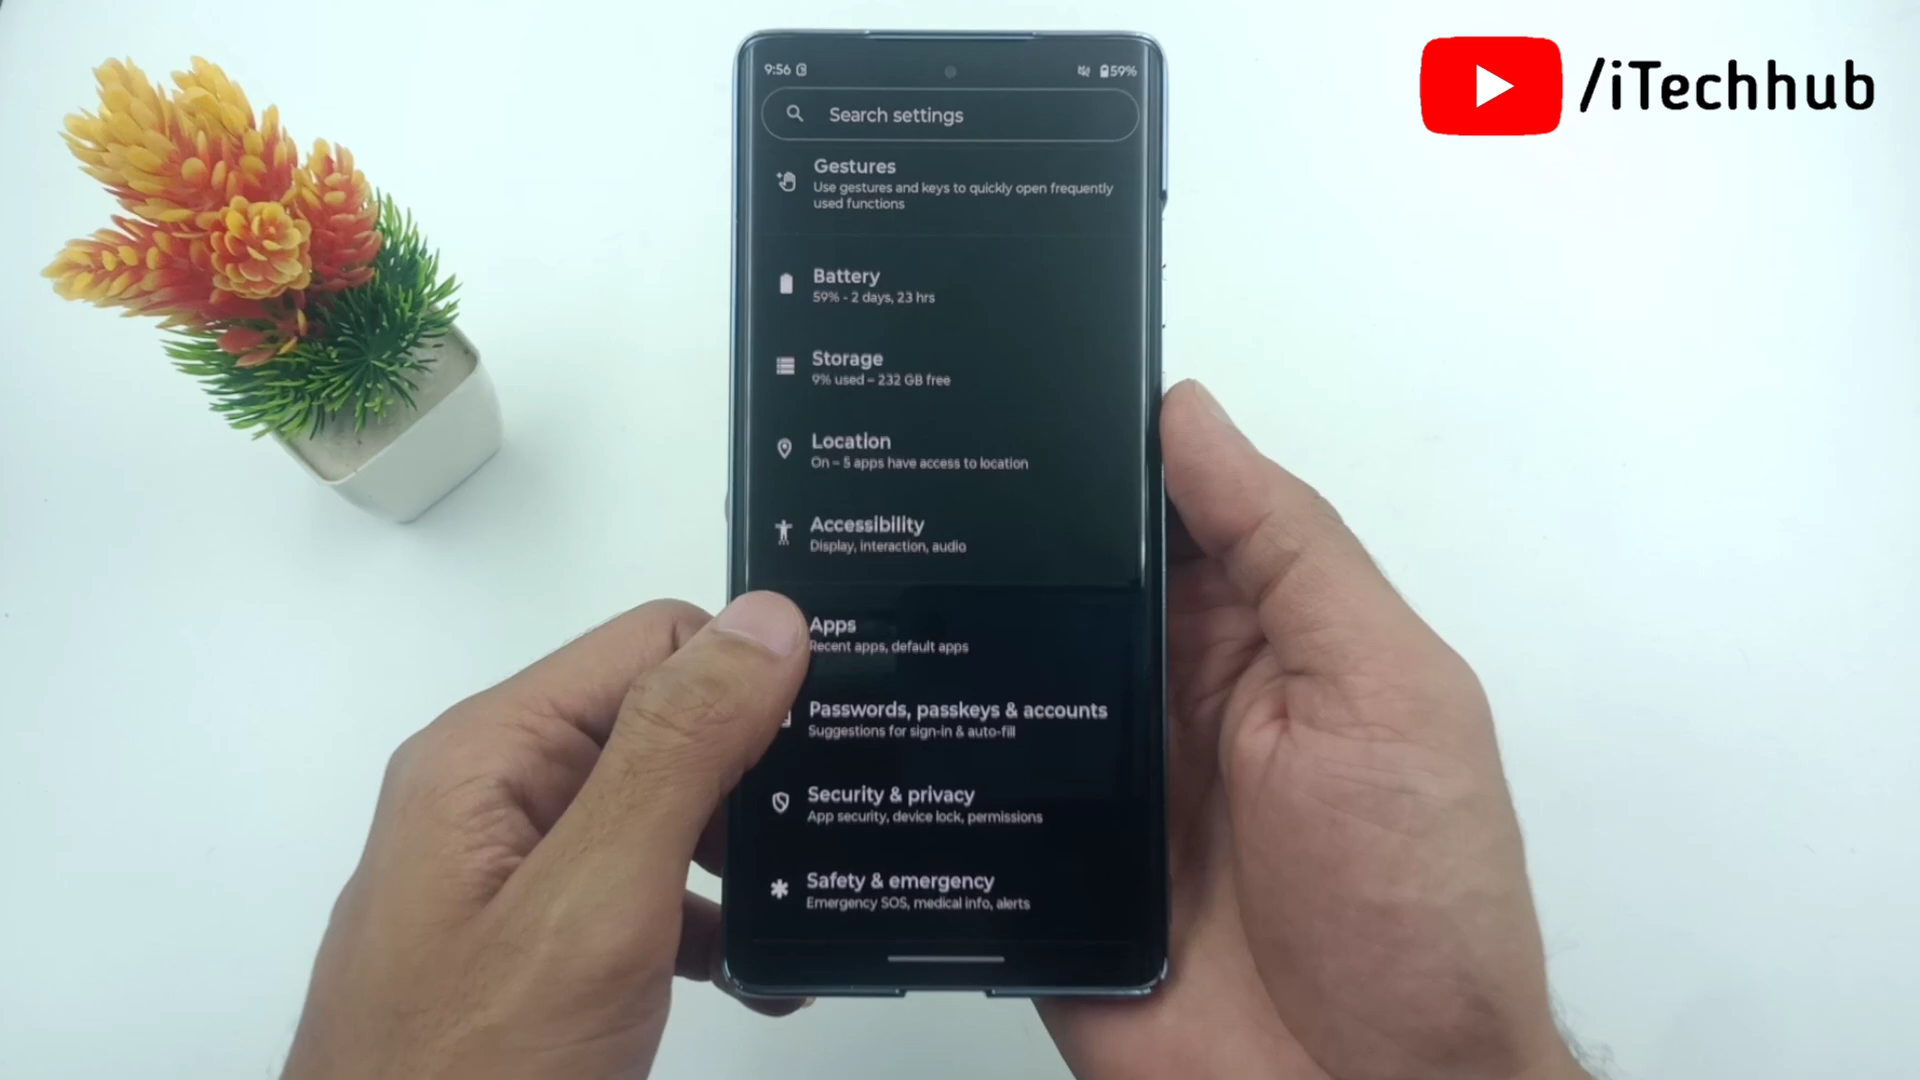 /iTechhub
9:56
59%
Search settings
Gestures
Use gestures and keys to quickly open frequently
used functions
Battery
59% - 2 days, 23 hrs
Storage
9% used – 232 GB free
Location
On – 5 apps have access to location
Accessibility
Display, interaction, audio
Apps
Recent apps, default apps
Passwords, passkeys & accounts
Suggestions for sign-in & auto-fill
Security & privacy
App security, device lock, permissions
Safety & emergency
Emergency SOS, medical info, alerts